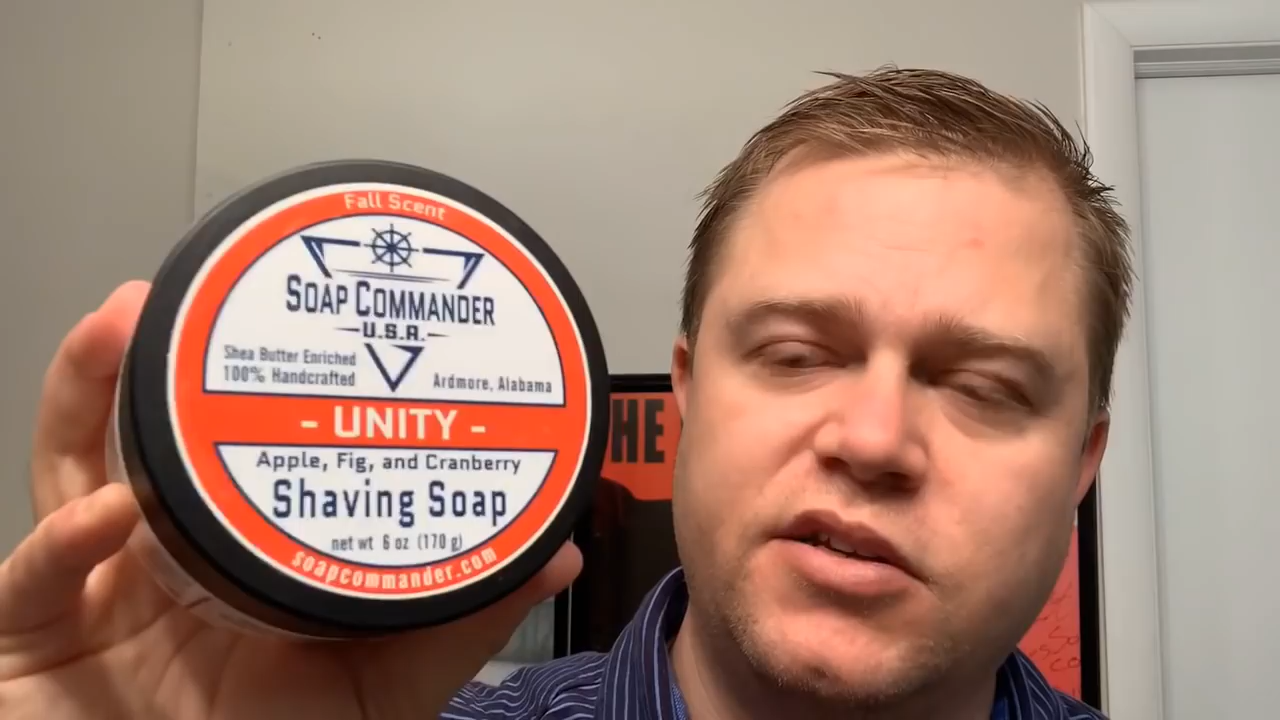 Fall Scent
SOAP COMMANDER
U.S.A.
Shea Butter Enriched
100% Handcrafted
Ardmore, Alabama
- UNITY -
Apple, Fig, and Cranberry
Shaving Soap
net wt 6 oz (170 g)
soapcommander.com
HE